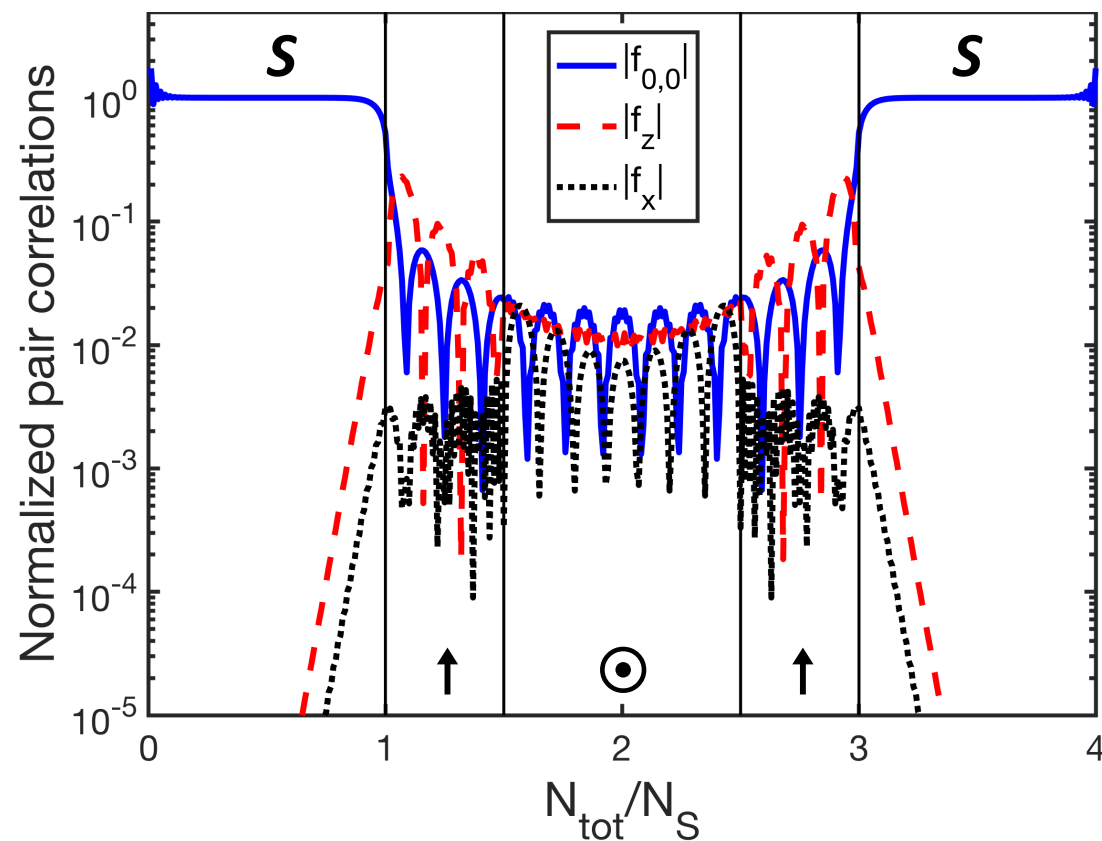 S S
|f0,0|
|fz|
|fx|
Normalized pair correlations
10^0
10^-1
10^-2
10^-3
10^-4
10^-5
0 1 2 3 4
Ntot/NS